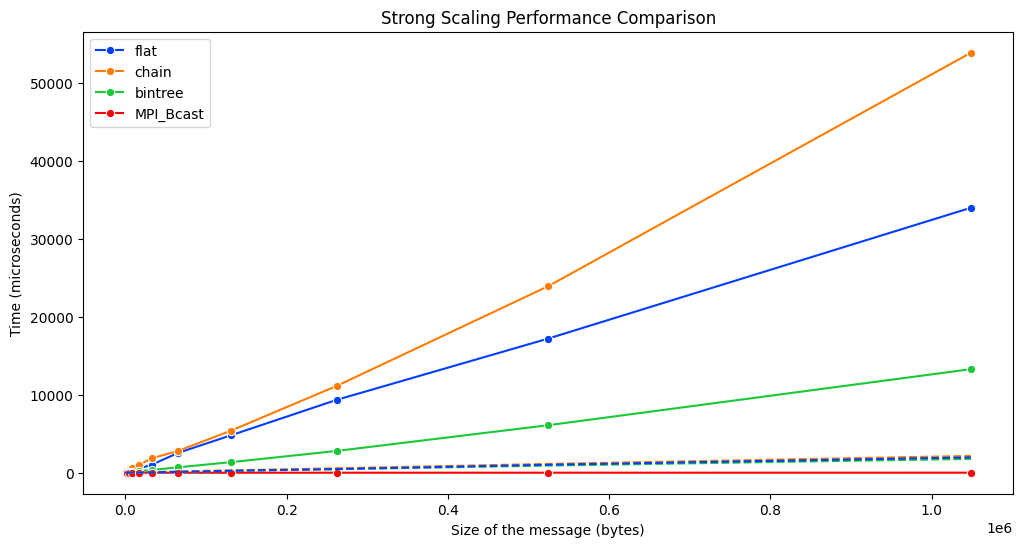 Strong Scaling Performance Comparison
flat
chain
bintree
MPI_Bcast
50000
40000
30000
20000
10000
0
Time (microseconds)
0.0 0.2 0.4 0.6 0.8 1.0
1e6
Size of the message (bytes)